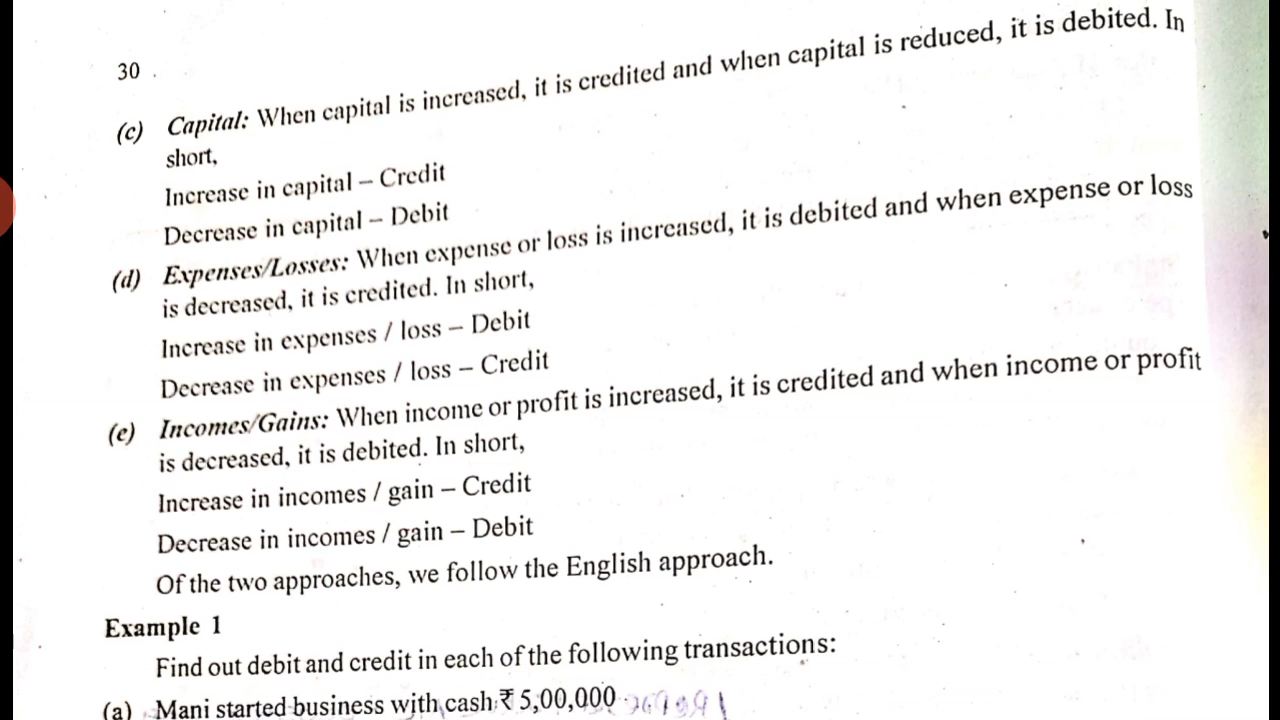 30
(c) Capital: When capital is increased, it is credited and when capital is reduced, it is debited. In
short,
Increase in capital – Credit
Decrease in capital – Debit
(d) Expenses/Losses: When expense or loss is increased, it is debited and when expense or loss
is decreased, it is credited. In short,
Increase in expenses / loss – Debit
Decrease in expenses / loss – Credit
(e) Incomes/Gains: When income or profit is increased, it is credited and when income or profit
is decreased, it is debited. In short,
Increase in incomes / gain – Credit
Decrease in incomes / gain – Debit
Of the two approaches, we follow the English approach.
Example 1
Find out debit and credit in each of the following transactions:
(a) Mani started business with cash ₹ 5,00,000